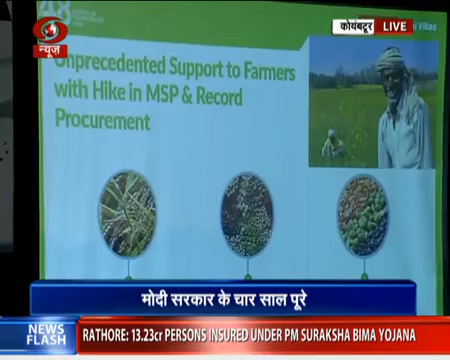 48
न्यूज़
कोयंबटूर LIVE
Unprecedented Support to Farmers
with Hike in MSP & Record
Procurement
मोदी सरकार के चार साल पूरे
NEWS
FLASH
RATHORE: 13.23cr PERSONS INSURED UNDER PM SURAKSHA BIMA YOJANA